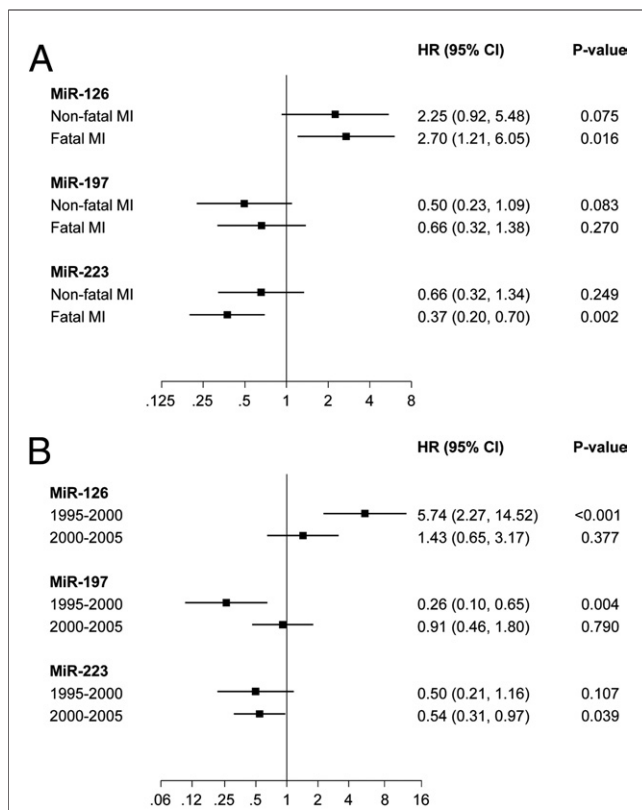 A
HR (95% CI) P-value
MiR-126
Non-fatal MI 2.25 (0.92, 5.48) 0.075
Fatal MI 2.70 (1.21, 6.05) 0.016
MiR-197
Non-fatal MI 0.50 (0.23, 1.09) 0.083
Fatal MI 0.66 (0.32, 1.38) 0.270
MiR-223
Non-fatal MI 0.66 (0.32, 1.34) 0.249
Fatal MI 0.37 (0.20, 0.70) 0.002
.125 .25 .5 1 2 4 8
B
HR (95% CI) P-value
MiR-126
1995-2000 5.74 (2.27, 14.52) <0.001
2000-2005 1.43 (0.65, 3.17) 0.377
MiR-197
1995-2000 0.26 (0.10, 0.65) 0.004
2000-2005 0.91 (0.46, 1.80) 0.790
MiR-223
1995-2000 0.50 (0.21, 1.16) 0.107
2000-2005 0.54 (0.31, 0.97) 0.039
.06 .12 .25 .5 1 2 4 8 16